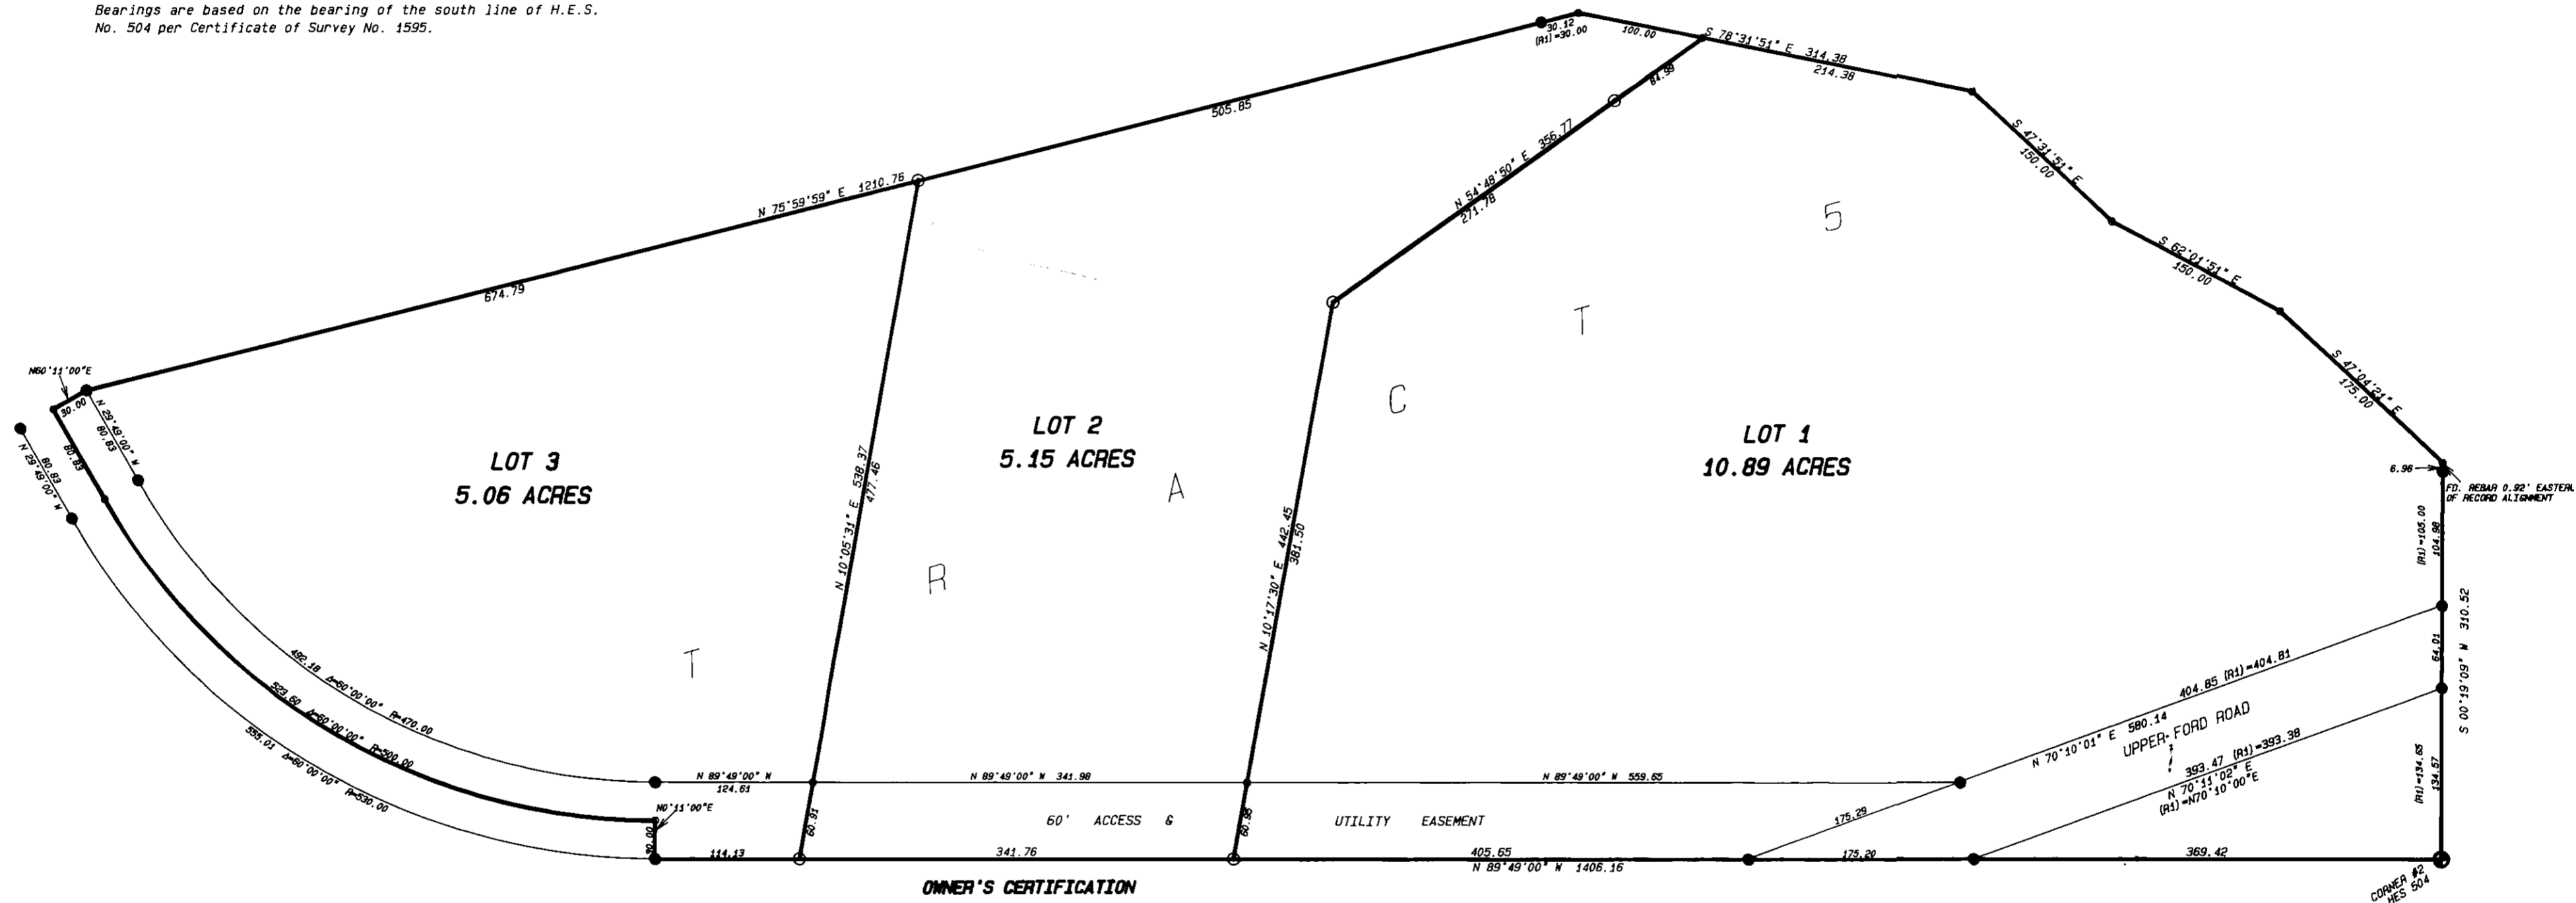 Bearings are based on the bearing of the south line of H.E.S.
No. 504 per Certificate of Survey No. 1595.
30.12
(R1)=30.00
100.00
S 78°31'51" E 314.38
214.38
505.85
N 75°59'59" E 1210.76
674.79
N 54°48'50" E 356.77
271.78
84.99
S 47°31'51" E
150.00
S 62°01'51" E
150.00
S 47°04'21" E
175.00
5
T
C
A
R
T
N60°11'00"E
30.00
N 29°49'00" W
80.83
80.83
80.83
N 29°49'00" W
LOT 3
5.06 ACRES
LOT 2
5.15 ACRES
LOT 1
10.89 ACRES
N 10°05'31" E 538.37
477.46
N 10°17'30" E 442.45
381.50
6.96
FD. REBAR 0.92' EASTERL
OF RECORD ALIGNMENT
(R1)=105.00
104.98
64.01
S 00°19'09" W 310.52
(R1)=134.65
134.57
492.18 Δ=60°00'00" R=470.00
523.60 Δ=60°00'00" R=500.00
555.01 Δ=60°00'00" R=530.00
N 89°49'00" W
124.61
N 89°49'00" W 341.98
N 89°49'00" W 559.65
N0°11'00"E
30.00
60.91
60.95
60' ACCESS & UTILITY EASEMENT
404.85 (R1)=404.81
N 70°10'01" E 580.14
UPPER FORD ROAD
393.47 (R1)=393.38
N 70°11'02" E
(R1)=N70°10'00"E
175.29
114.13
341.76
405.65
175.20
369.42
N 89°49'00" W 1406.16
CORNER #2
HES 504
OWNER'S CERTIFICATION